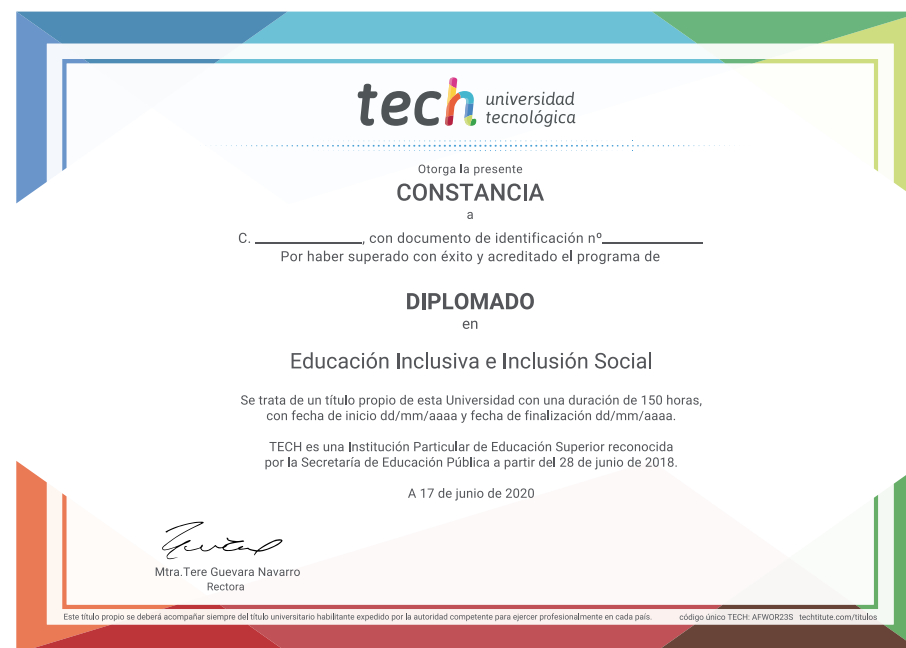 tech universidad
tecnológica
Otorga la presente
CONSTANCIA
a
C. ____________, con documento de identificación nº____________
Por haber superado con éxito y acreditado el programa de
DIPLOMADO
en
Educación Inclusiva e Inclusión Social
Se trata de un título propio de esta Universidad con una duración de 150 horas,
con fecha de inicio dd/mm/aaaa y fecha de finalización dd/mm/aaaa.
TECH es una Institución Particular de Educación Superior reconocida
por la Secretaría de Educación Pública a partir del 28 de junio de 2018.
A 17 de junio de 2020
Mtra.Tere Guevara Navarro
Rectora
Este título propio se deberá acompañar siempre del título universitario habilitante expedido por la autoridad competente para ejercer profesionalmente en cada país. código único TECH: AFWOR23S techtitute.com/titulos